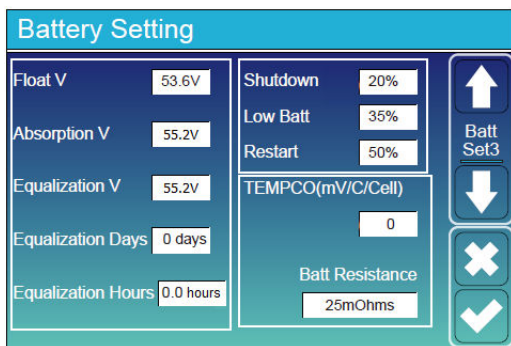 Battery Setting
Float V 53.6V
Absorption V 55.2V
Equalization V 55.2V
Equalization Days 0 days
Equalization Hours 0.0 hours
Shutdown 20%
Low Batt 35%
Restart 50%
TEMPCO(mV/C/Cell)
0
Batt Resistance
25mOhms
Batt
Set3